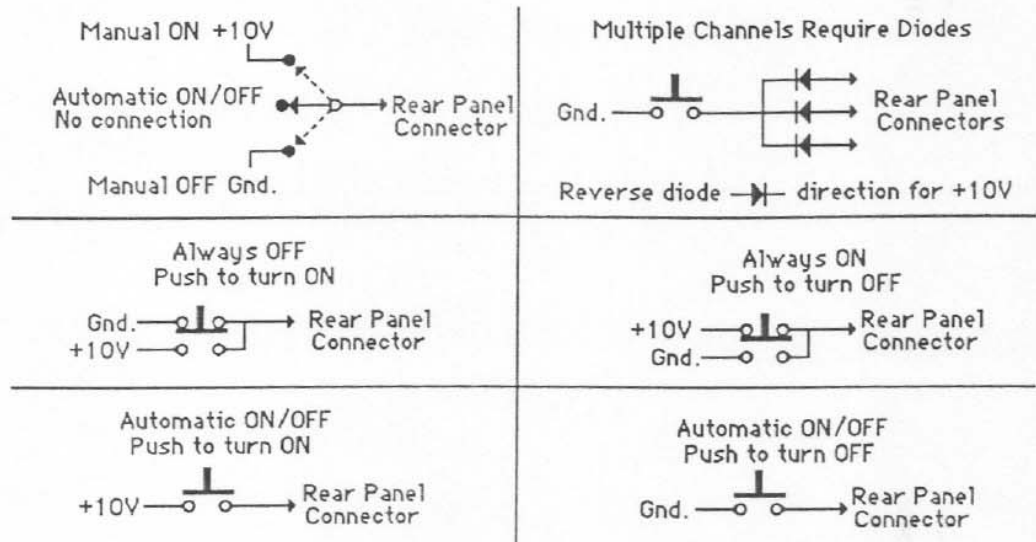 Manual ON +10V
Automatic ON/OFF
No connection
Rear Panel
Connector
Manual OFF Gnd.
Multiple Channels Require Diodes
Gnd.
Rear Panel
Connectors
Reverse diode direction for +10V
Always OFF
Push to turn ON
Gnd.
+10V
Rear Panel
Connector
Always ON
Push to turn OFF
+10V
Gnd.
Rear Panel
Connector
Automatic ON/OFF
Push to turn ON
+10V
Rear Panel
Connector
Automatic ON/OFF
Push to turn OFF
Gnd.
Rear Panel
Connector